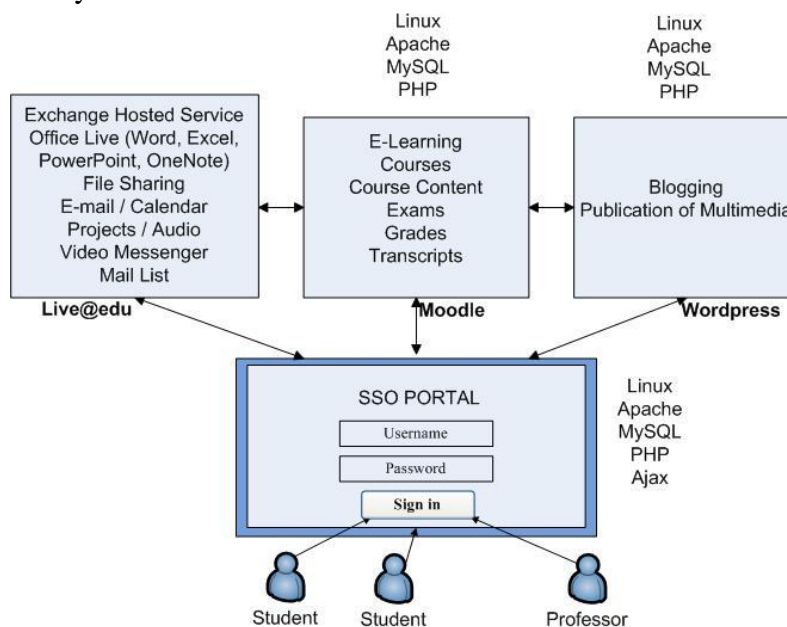 Linux
Apache
MySQL
PHP
Linux
Apache
MySQL
PHP
Exchange Hosted Service
Office Live (Word, Excel,
PowerPoint, OneNote)
File Sharing
E-mail / Calendar
Projects / Audio
Video Messenger
Mail List
Live@edu
E-Learning
Courses
Course Content
Exams
Grades
Transcripts
Moodle
Blogging
Publication of Multimedia
Wordpress
SSO PORTAL
Username
Password
Sign in
Linux
Apache
MySQL
PHP
Ajax
Student
Student
Professor